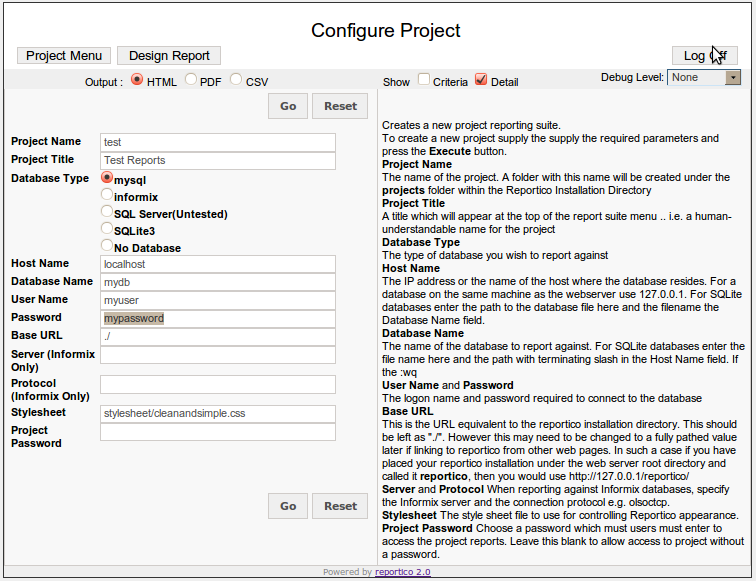 Configure Project
Project Menu
Design Report
Log Off
Output : HTML PDF CSV
Show Criteria Detail
Debug Level: None
Go Reset
Project Name test
Project Title Test Reports
Database Type mysql
informix
SQL Server(Untested)
SQLite3
No Database
Host Name localhost
Database Name mydb
User Name myuser
Password mypassword
Base URL ./
Server (Informix
Only)
Protocol
(Informix Only)
Stylesheet stylesheet/cleanandsimple.css
Project
Password
Go Reset
Creates a new project reporting suite.
To create a new project supply the supply the required parameters and
press the Execute button.
Project Name
The name of the project. A folder with this name will be created under the
projects folder within the Reportico Installation Directory
Project Title
A title which will appear at the top of the report suite menu .. i.e. a human-
understandable name for the project
Database Type
The type of database you wish to report against
Host Name
The IP address or the name of the host where the database resides. For a
database on the same machine as the webserver use 127.0.0.1. For SQLite
databases enter the path to the database file here and the filename the
Database Name field.
Database Name
The name of the database to report against. For SQLite databases enter the
file name here and the path with terminating slash in the Host Name field. If
the :wq
User Name and Password
The logon name and password required to connect to the database
Base URL
This is the URL equivalent to the reportico installation directory. This should
be left as "./". However this may need to be changed to a fully pathed value
later if linking to reportico from other web pages. In such a case if you have
placed your reportico installation under the web server root directory and
called it reportico, then you would use http://127.0.0.1/reportico/
Server and Protocol When reporting against Informix databases, specify
the Informix server and the connection protocol e.g. olsoctcp.
Stylesheet The style sheet file to use for controlling Reportico appearance.
Project Password Choose a password which must users must enter to
access the project reports. Leave this blank to allow access to project without
a password.
Powered by reportico 2.0